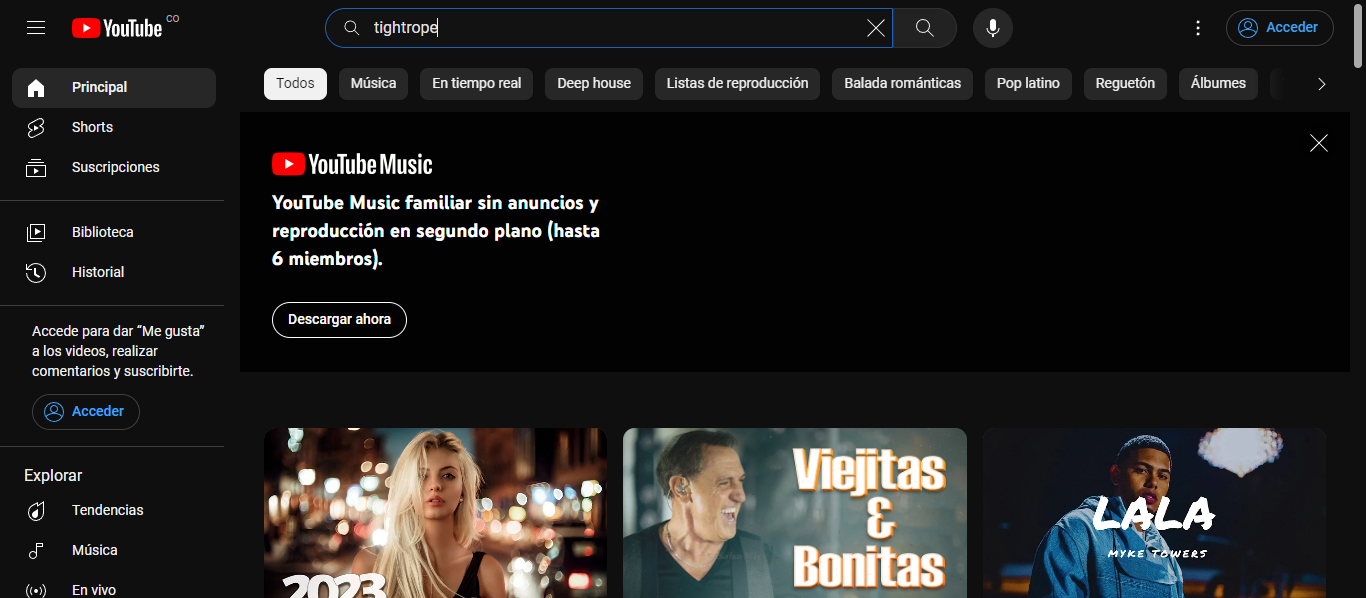 YouTube CO
tightrope
Acceder
Principal
Shorts
Suscripciones
Biblioteca
Historial
Accede para dar “Me gusta”
a los videos, realizar
comentarios y suscribirte.
Acceder
Explorar
Tendencias
Música
En vivo
Todos
Música
En tiempo real
Deep house
Listas de reproducción
Balada románticas
Pop latino
Reguetón
Álbumes
YouTube Music
YouTube Music familiar sin anuncios y
reproducción en segundo plano (hasta
6 miembros).
Descargar ahora
2023
Viejitas
&
Bonitas
LALA
MYKE TOWERS